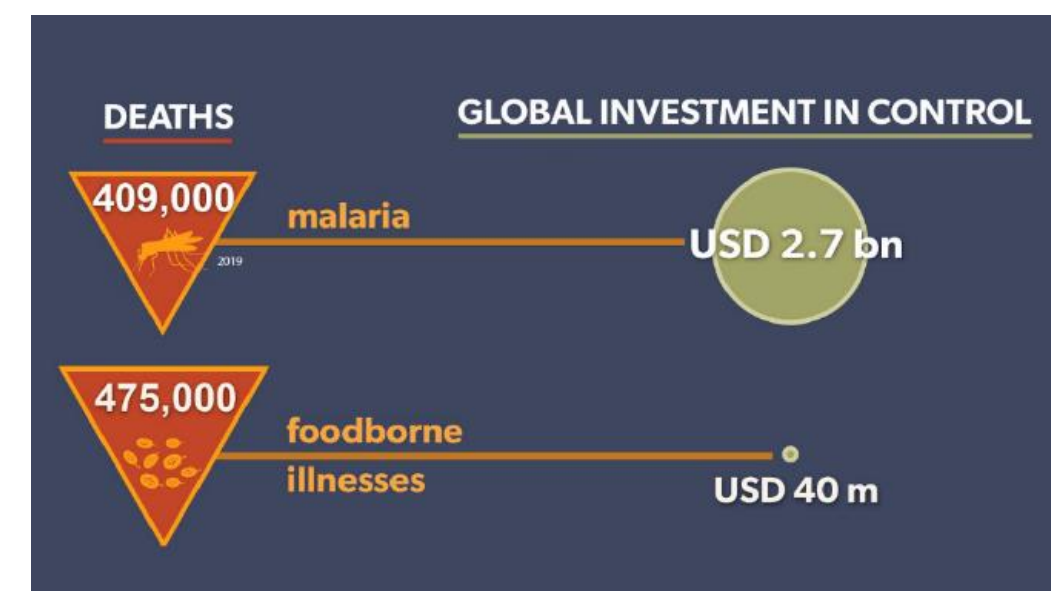 DEATHS
GLOBAL INVESTMENT IN CONTROL
409,000
malaria
USD 2.7 bn
2019
475,000
foodborne
illnesses
USD 40 m